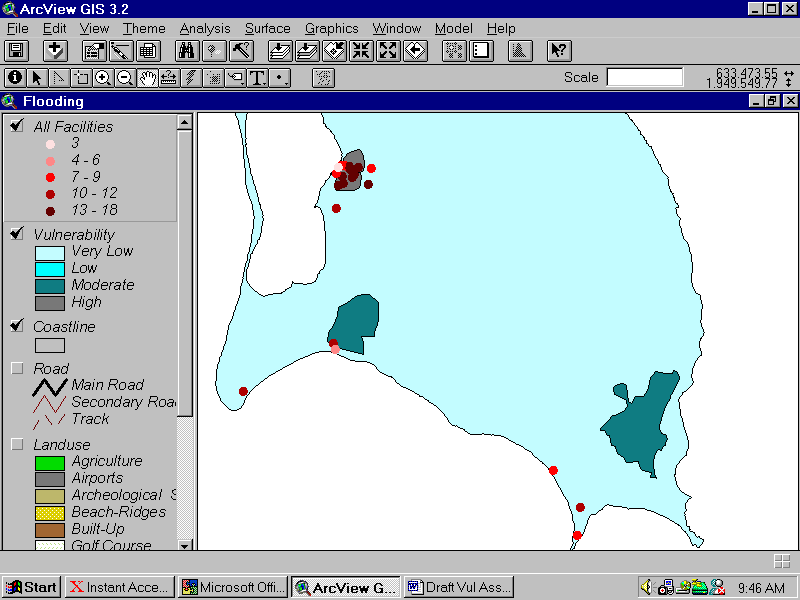 ArcView GIS 3.2
File Edit View Theme Analysis Surface Graphics Window Model Help
Scale
633,473.55
1,949,549.77
Flooding
All Facilities
3
4 - 6
7 - 9
10 - 12
13 - 18
Vulnerability
Very Low
Low
Moderate
High
Coastline
Road
Main Road
Secondary Roa
Track
Landuse
Agriculture
Airports
Archeological S
Beach-Ridges
Built-Up
Golf Course
Start Instant Acce... Microsoft Offi... ArcView G... Draft Vul Ass... 9:46 AM